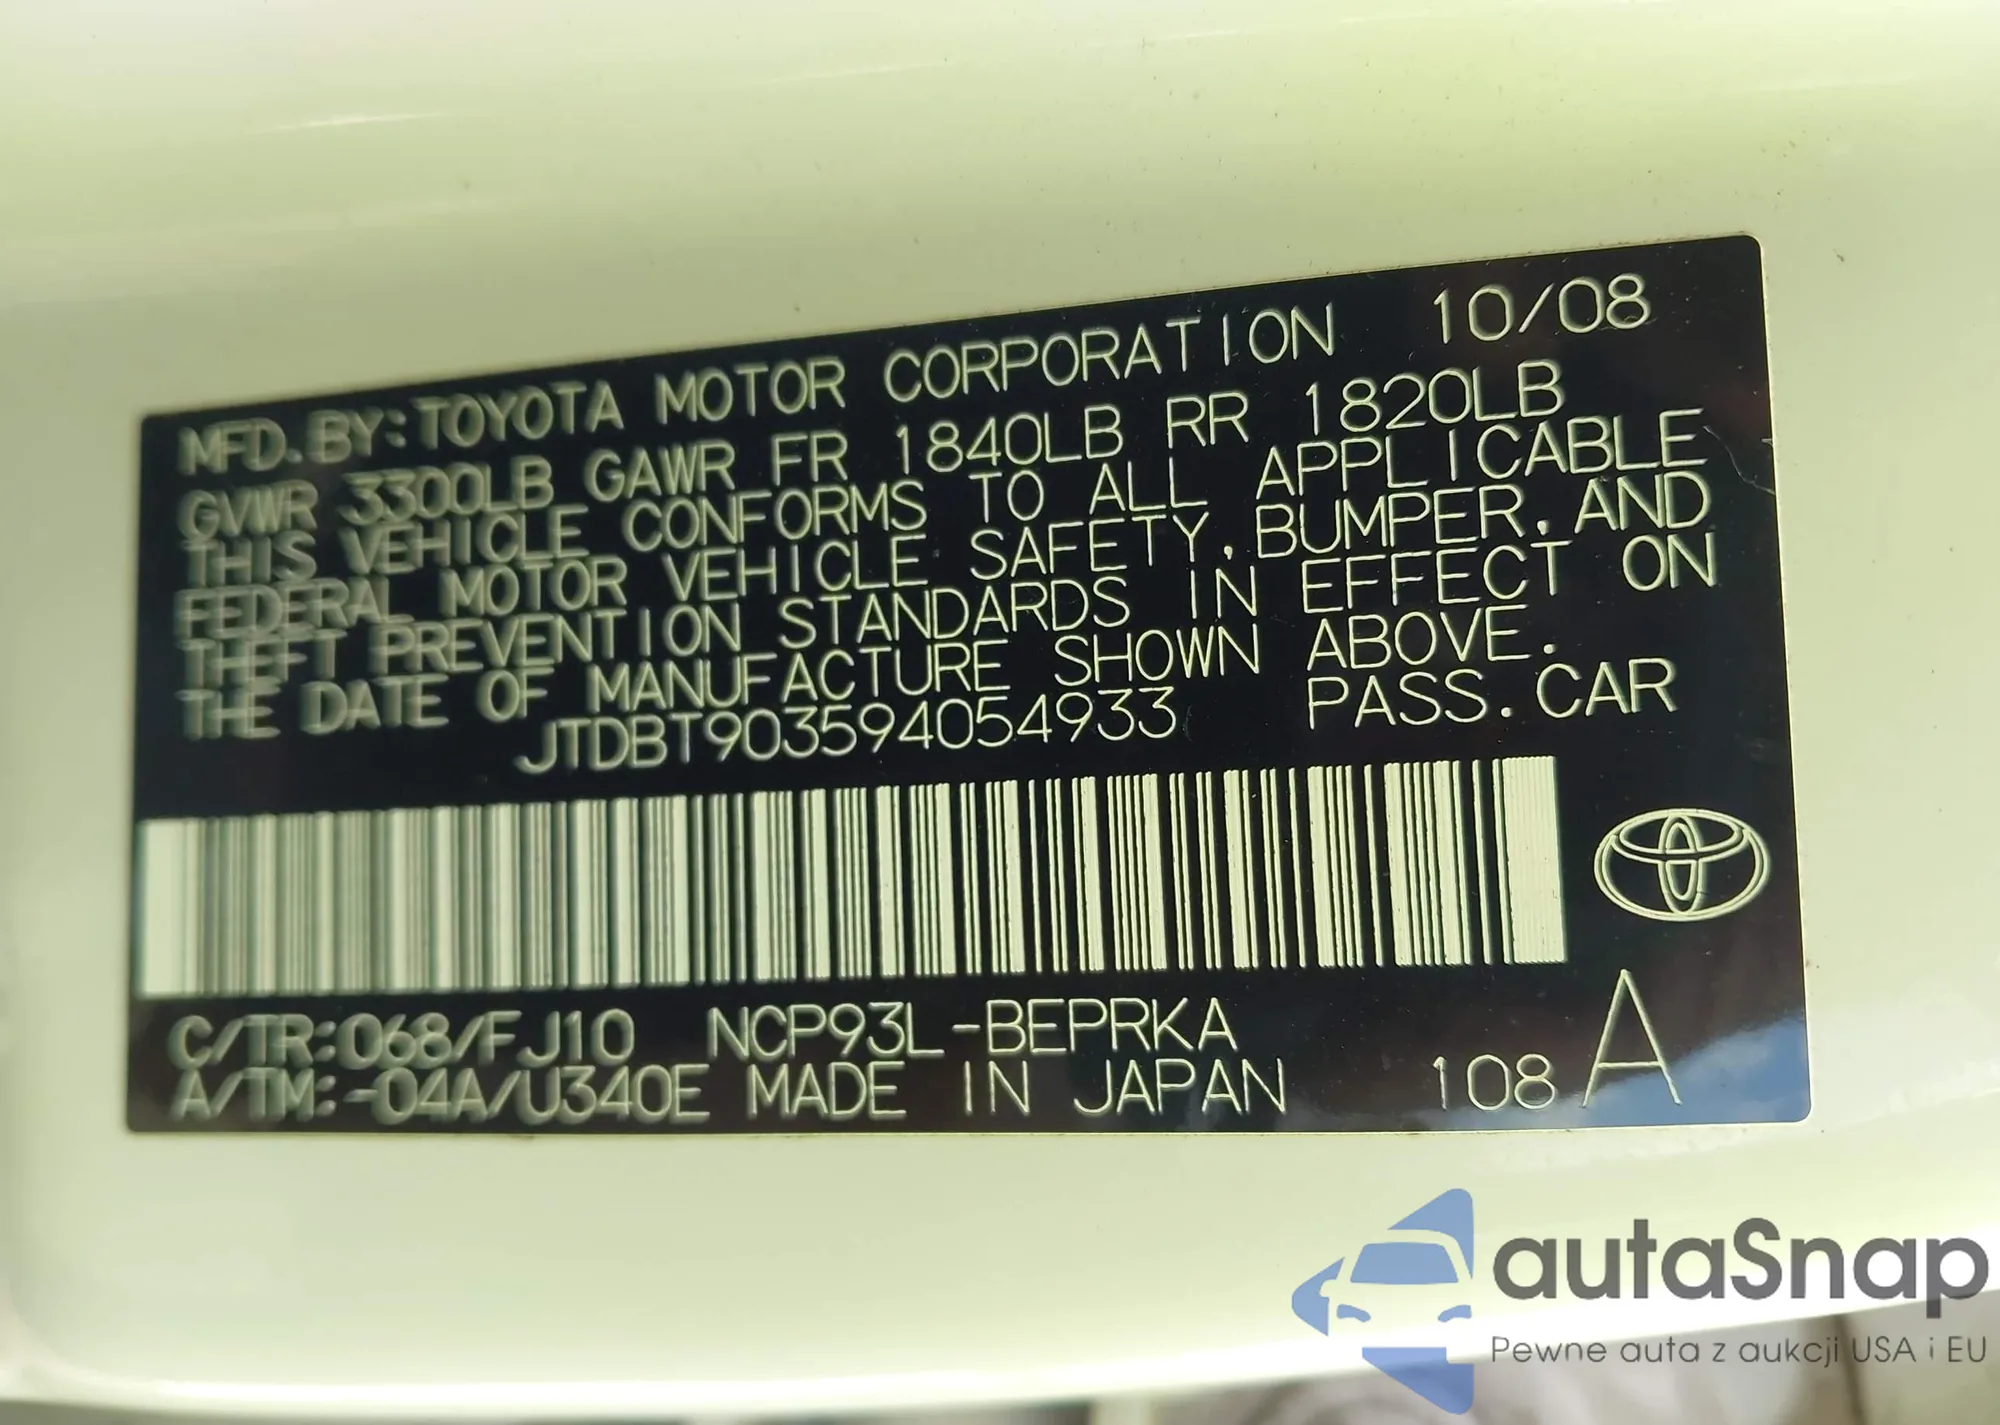 MFD.BY:TOYOTA MOTOR CORPORATION 10/08
GVWR 3300LB GAWR FR 1840LB RR 1820LB
THIS VEHICLE CONFORMS TO ALL APPLICABLE
FEDERAL MOTOR VEHICLE SAFETY, BUMPER, AND
THEFT PREVENTION STANDARDS IN EFFECT ON
THE DATE OF MANUFACTURE SHOWN ABOVE.
JTDBT903594054933 PASS.CAR
C/TR:068/FJ10 NCP93L-BEPRKA
A/TM:-04A/U340E MADE IN JAPAN 108 A
autaSnap
Pewne auta z aukcji USA i EU